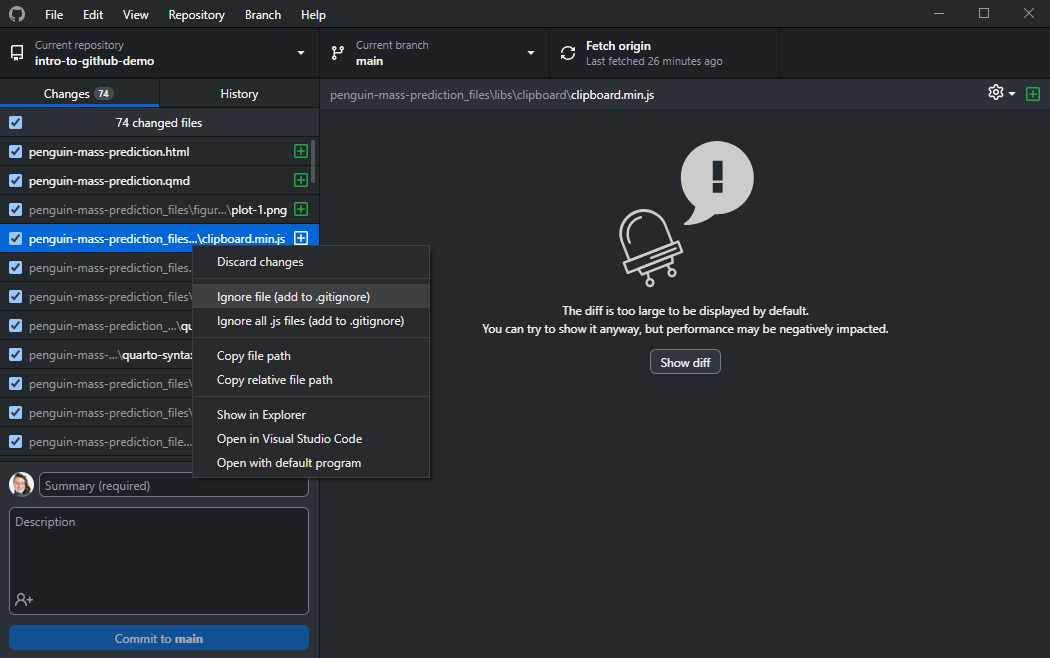 File Edit View Repository Branch Help
Current repository
intro-to-github-demo
Current branch
main
Fetch origin
Last fetched 26 minutes ago
Changes 74
History
penguin-mass-prediction_files\libs\clipboard\clipboard.min.js
74 changed files
penguin-mass-prediction.html
penguin-mass-prediction.qmd
penguin-mass-prediction_files\figur...\plot-1.png
penguin-mass-prediction_files...\clipboard.min.js
penguin-mass-prediction_files.
penguin-mass-prediction_files\
penguin-mass-prediction_...\qu
penguin-mass-...\quarto-syntax
penguin-mass-prediction_files\
penguin-mass-prediction_files\
penguin-mass-prediction_file...
Discard changes
Ignore file (add to .gitignore)
Ignore all .js files (add to .gitignore)
Copy file path
Copy relative file path
Show in Explorer
Open in Visual Studio Code
Open with default program
!
The diff is too large to be displayed by default.
You can try to show it anyway, but performance may be negatively impacted.
Show diff
Summary (required)
Description
Commit to main